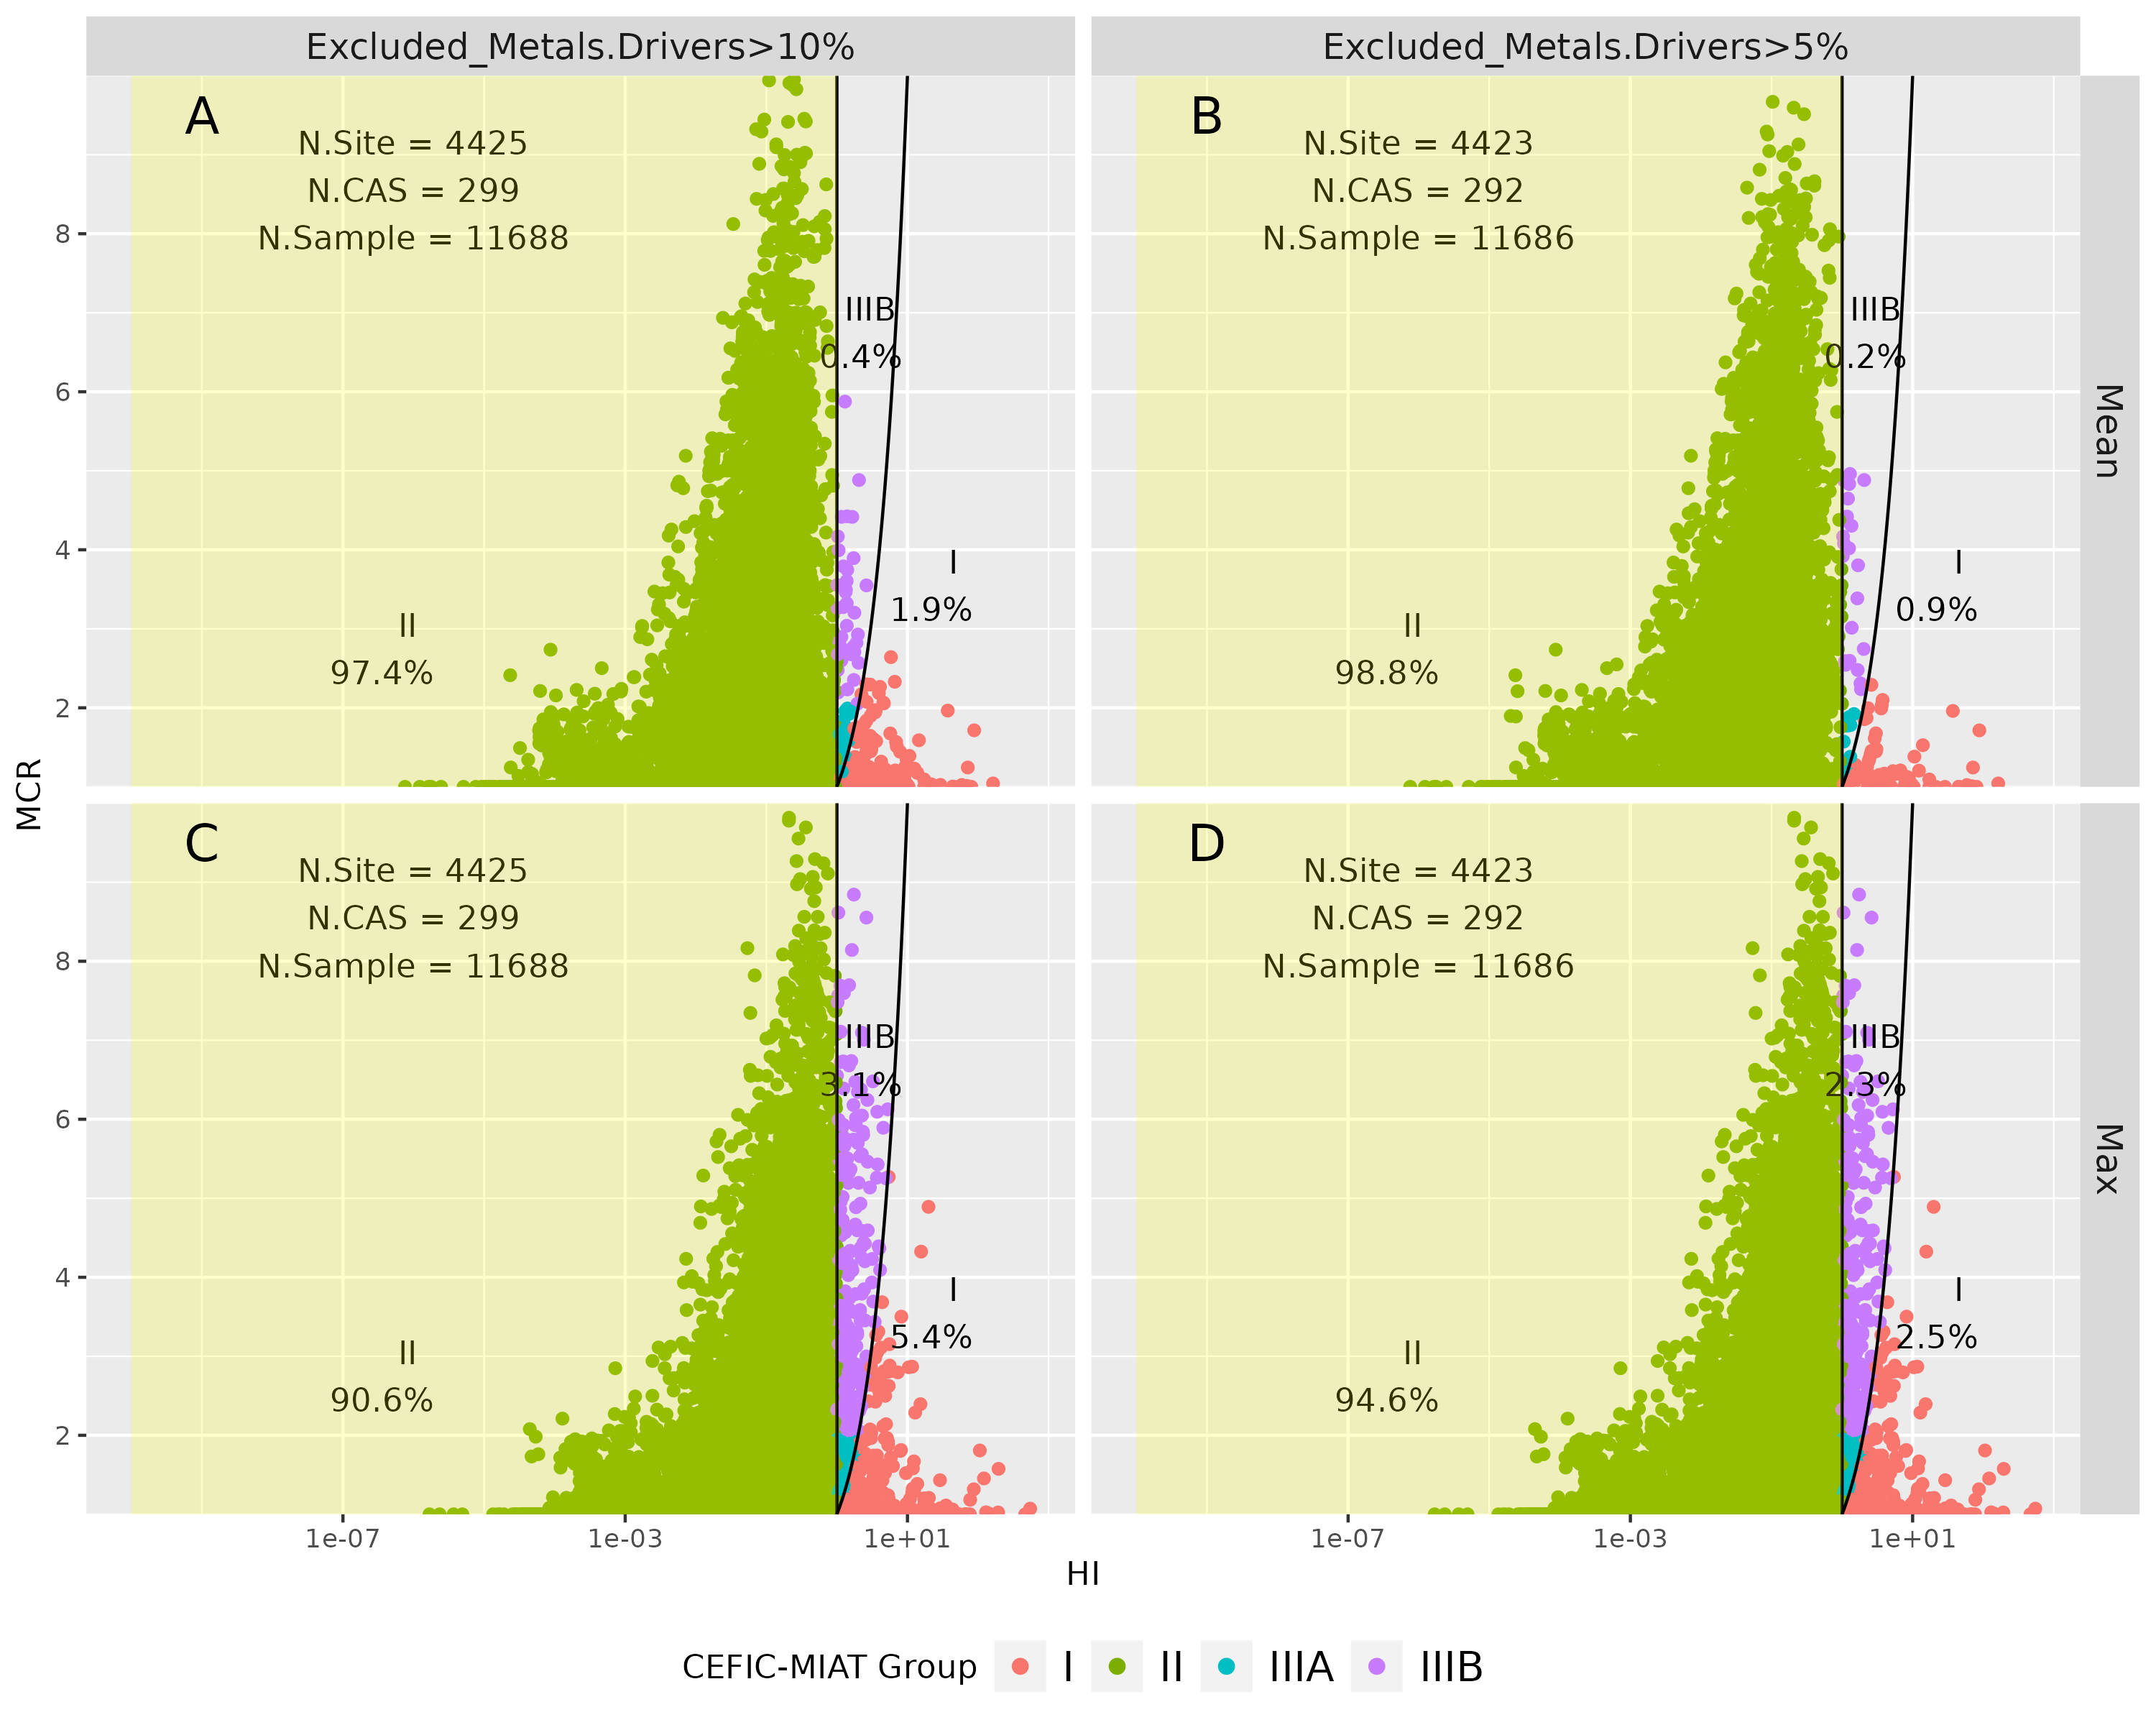 Excluded_Metals.Drivers>10%
Excluded_Metals.Drivers>5%
A
N.Site = 4425
N.CAS = 299
N.Sample = 11688
IIIB
0.4%
I
1.9%
II
97.4%
B
N.Site = 4423
N.CAS = 292
N.Sample = 11686
IIIB
0.2%
I
0.9%
II
98.8%
Mean
8
6
4
2
MCR
C
N.Site = 4425
N.CAS = 299
N.Sample = 11688
IIIB
3.1%
I
5.4%
II
90.6%
D
N.Site = 4423
N.CAS = 292
N.Sample = 11686
IIIB
2.3%
I
2.5%
II
94.6%
Max
8
6
4
2
1e-07 1e-03 1e+01
1e-07 1e-03 1e+01
HI
CEFIC-MIAT Group I II IIIA IIIB